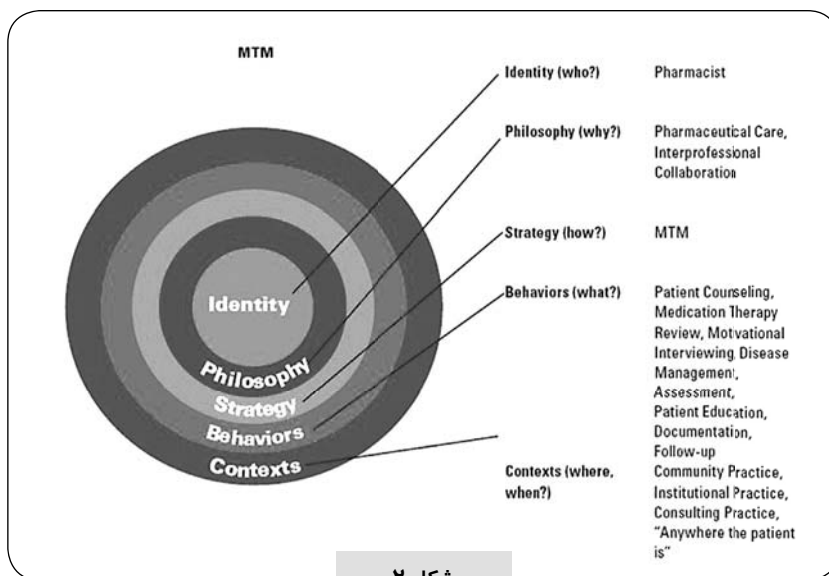 MTM
Identity (who?)
Pharmacist
Philosophy (why?)
Pharmaceutical Care,
Interprofessional
Collaboration
Strategy (how?)
MTM
Behaviors (what?)
Patient Counseling,
Medication Therapy
Review, Motivational
Interviewing, Disease
Management,
Assessment,
Patient Education,
Documentation,
Follow-up
Contexts (where,
when?)
Community Practice,
Institutional Practice,
Consulting Practice,
"Anywhere the patient
is"
Identity
Philosophy
Strategy
Behaviors
Contexts